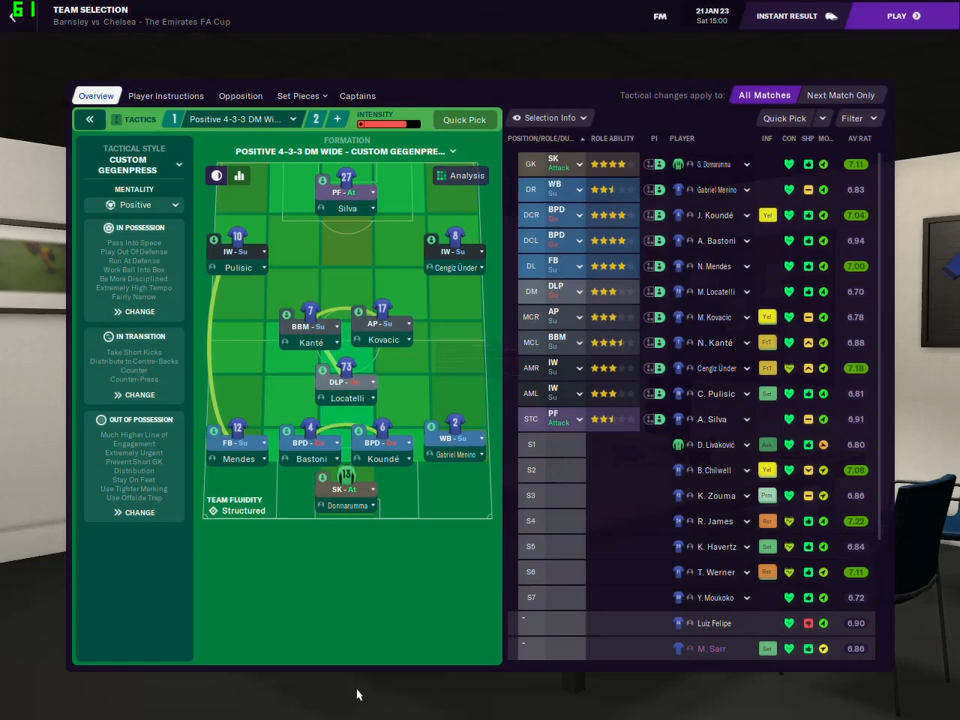 61
TEAM SELECTION
Barnsley vs Chelsea - The Emirates FA Cup
FM
21 JAN 23
Sat 15:00
INSTANT RESULT
PLAY
Overview
Player Instructions
Opposition
Set Pieces
Captains
Tactical changes apply to:
All Matches
Next Match Only
TACTICS
1
Positive 4-3-3 DM Wi...
2
+
INTENSITY
Quick Pick
TACTICAL STYLE
CUSTOM
GEGENPRESS
MENTALITY
Positive
IN POSSESSION
Pass Into Space
Play Out Of Defense
Run At Defense
Work Ball Into Box
Be More Disciplined
Extremely High Tempo
Fairly Narrow
CHANGE
IN TRANSITION
Take Short Kicks
Distribute to Centre-Backs
Counter
Counter-Press
CHANGE
OUT OF POSSESSION
Much Higher Line of
Engagement
Extremely Urgent
Prevent Short GK
Distribution
Stay On Feet
Use Tighter Marking
Use Offside Trap
CHANGE
FORMATION
POSITIVE 4-3-3 DM WIDE - CUSTOM GEGENPRE...
Analysis
27
PF - At
Silva
10
IW - Su
Pulisic
8
IW - Su
Cengiz Ünder
7
BBM - Su
Kanté
17
AP - Su
Kovacic
73
DLP - De
Locatelli
12
FB - Su
Mendes
4
BPD - De
Bastoni
6
BPD - De
Koundé
2
WB - Su
Gabriel Menino
13
SK - At
Donnarumma
TEAM FLUIDITY
Structured
Selection Info
Quick Pick
Filter
POSITION/ROLE/DU... ROLE ABILITY PI PLAYER INF CON SHP MO... AV RAT
GK SK Attack G. Donnarumma 7.11
DR WB Su Gabriel Menino 6.83
DCR BPD De J. Koundé Yel 7.04
DCL BPD De A. Bastoni 6.94
DL FB Su N. Mendes 7.00
DM DLP De M. Locatelli 6.70
MCR AP Su M. Kovacic Yel 6.78
MCL BBM Su N. Kanté FIT 6.88
AMR IW Su Cengiz Ünder FIT 7.18
AML IW Su C. Pulisic Set 6.81
STC PF Attack A. Silva 6.91
S1 D. Livaković Ask 6.80
S2 B. Chilwell Yel 7.08
S3 K. Zouma Prm 6.86
S4 R. James Rst 7.22
S5 K. Havertz Set 6.84
S6 T. Werner Rst 7.11
S7 Y. Moukoko 6.72
- Luiz Felipe 6.90
- M. Sarr Set 6.86